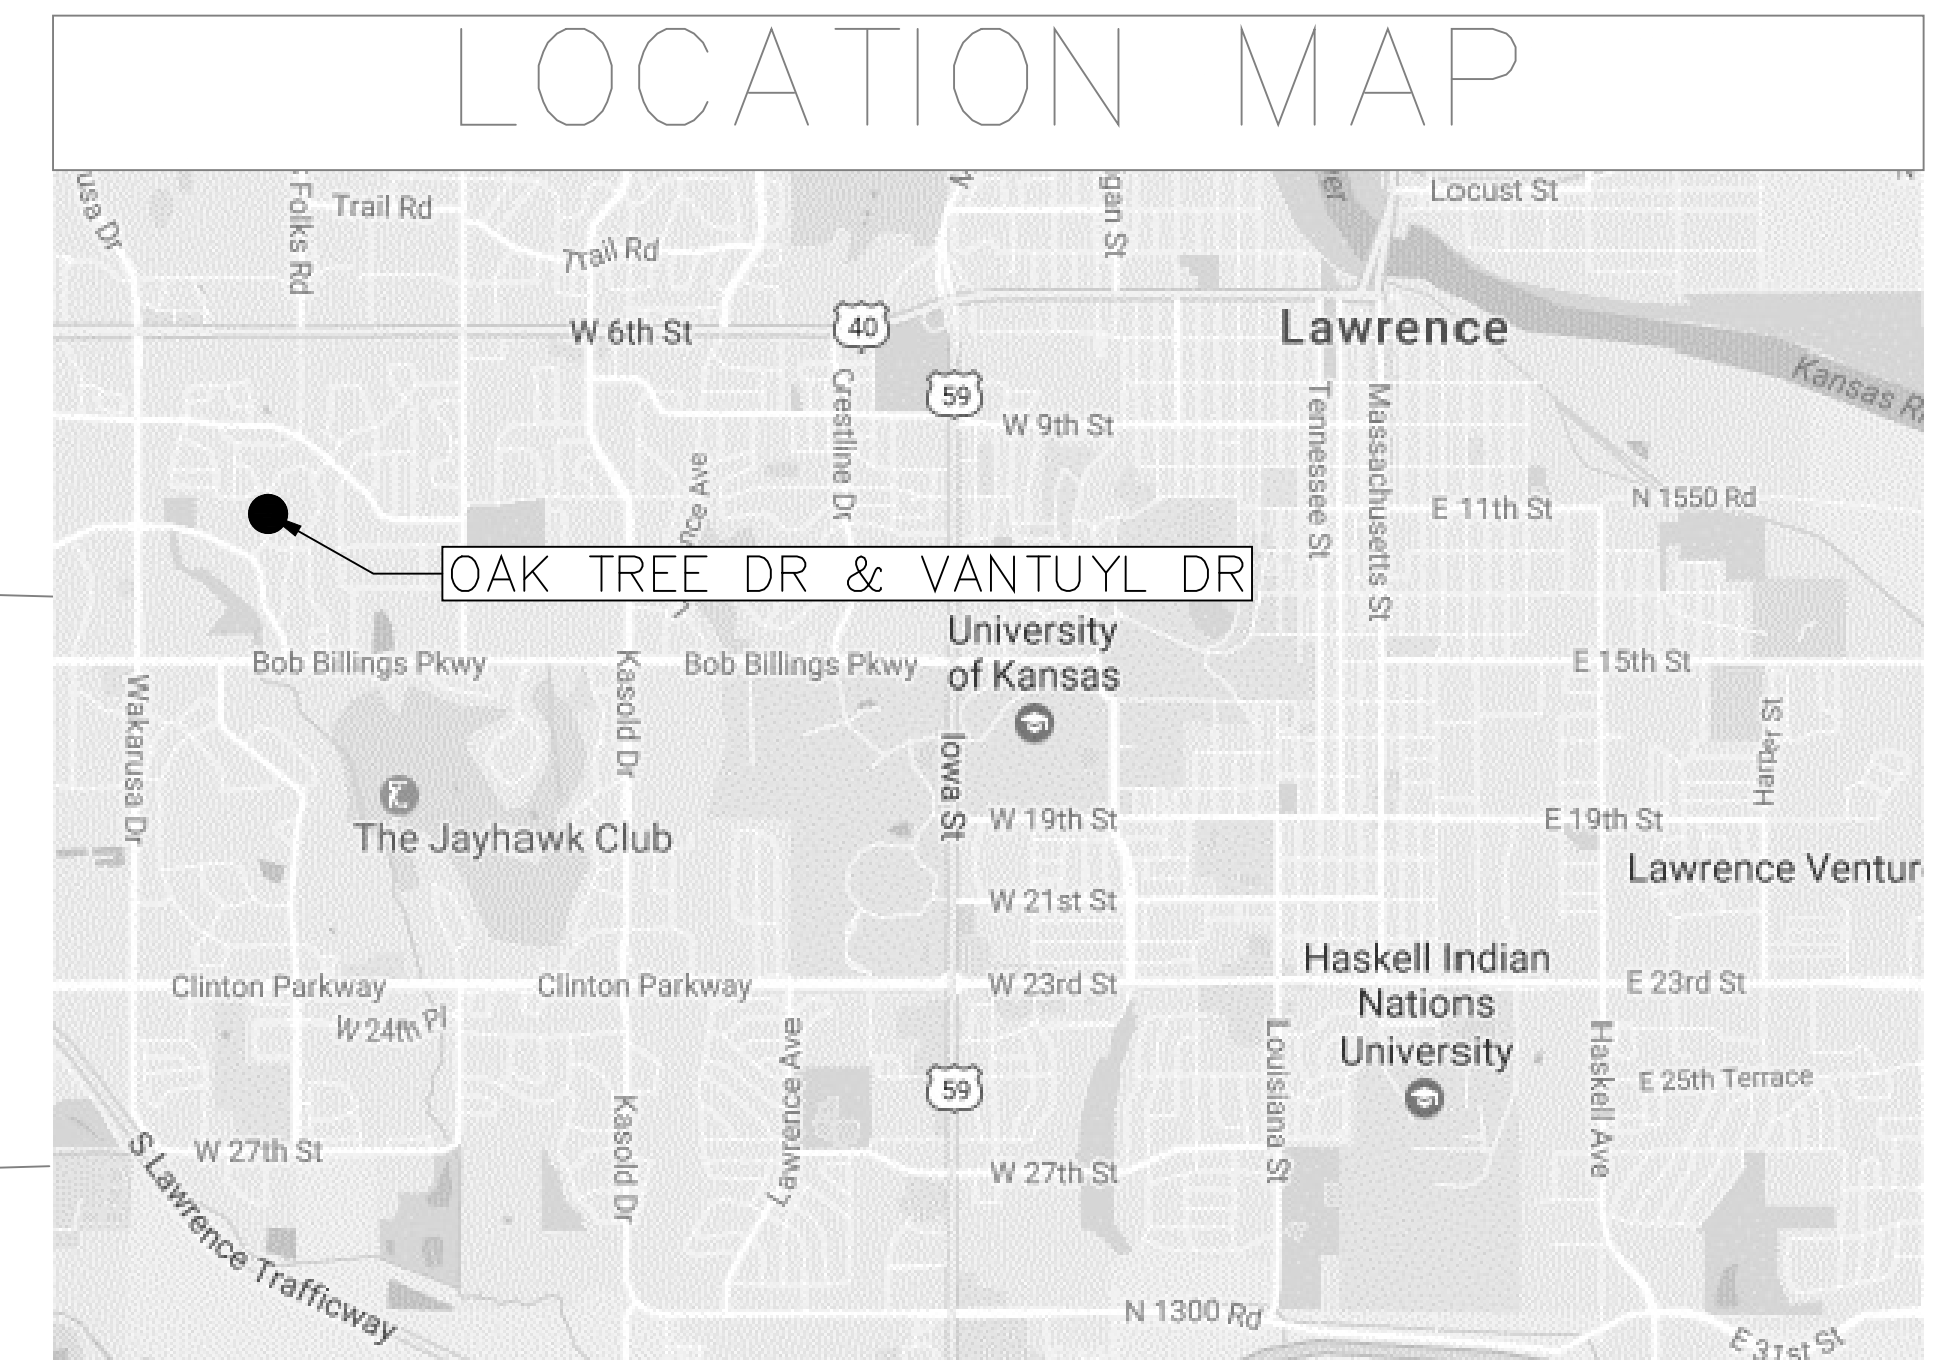 LOCATION MAP
usa Dr
Folks Rd
Trail Rd
Trail Rd
gan St
Locust St
W 6th St
40
Lawrence
59
Crestline Dr
W 9th St
Tennessee St
Massachusetts St
Kansas R
nce Ave
E 11th St
N 1550 Rd
OAK TREE DR & VANTUYL DR
University
of Kansas
Bob Billings Pkwy
Bob Billings Pkwy
E 15th St
Wakarusa Dr
Kasold Dr
Iowa St
Harper St
The Jayhawk Club
W 19th St
E 19th St
Lawrence Ventur
W 21st St
Haskell Indian
Nations
University
Clinton Parkway
Clinton Parkway
W 23rd St
E 23rd St
W 24th Pl
Lawrence Ave
Louisiana St
Haskell Ave
59
E 25th Terrace
Kasold Dr
W 27th St
W 27th St
S Lawrence Trafficway
N 1300 Rd
E 31st St